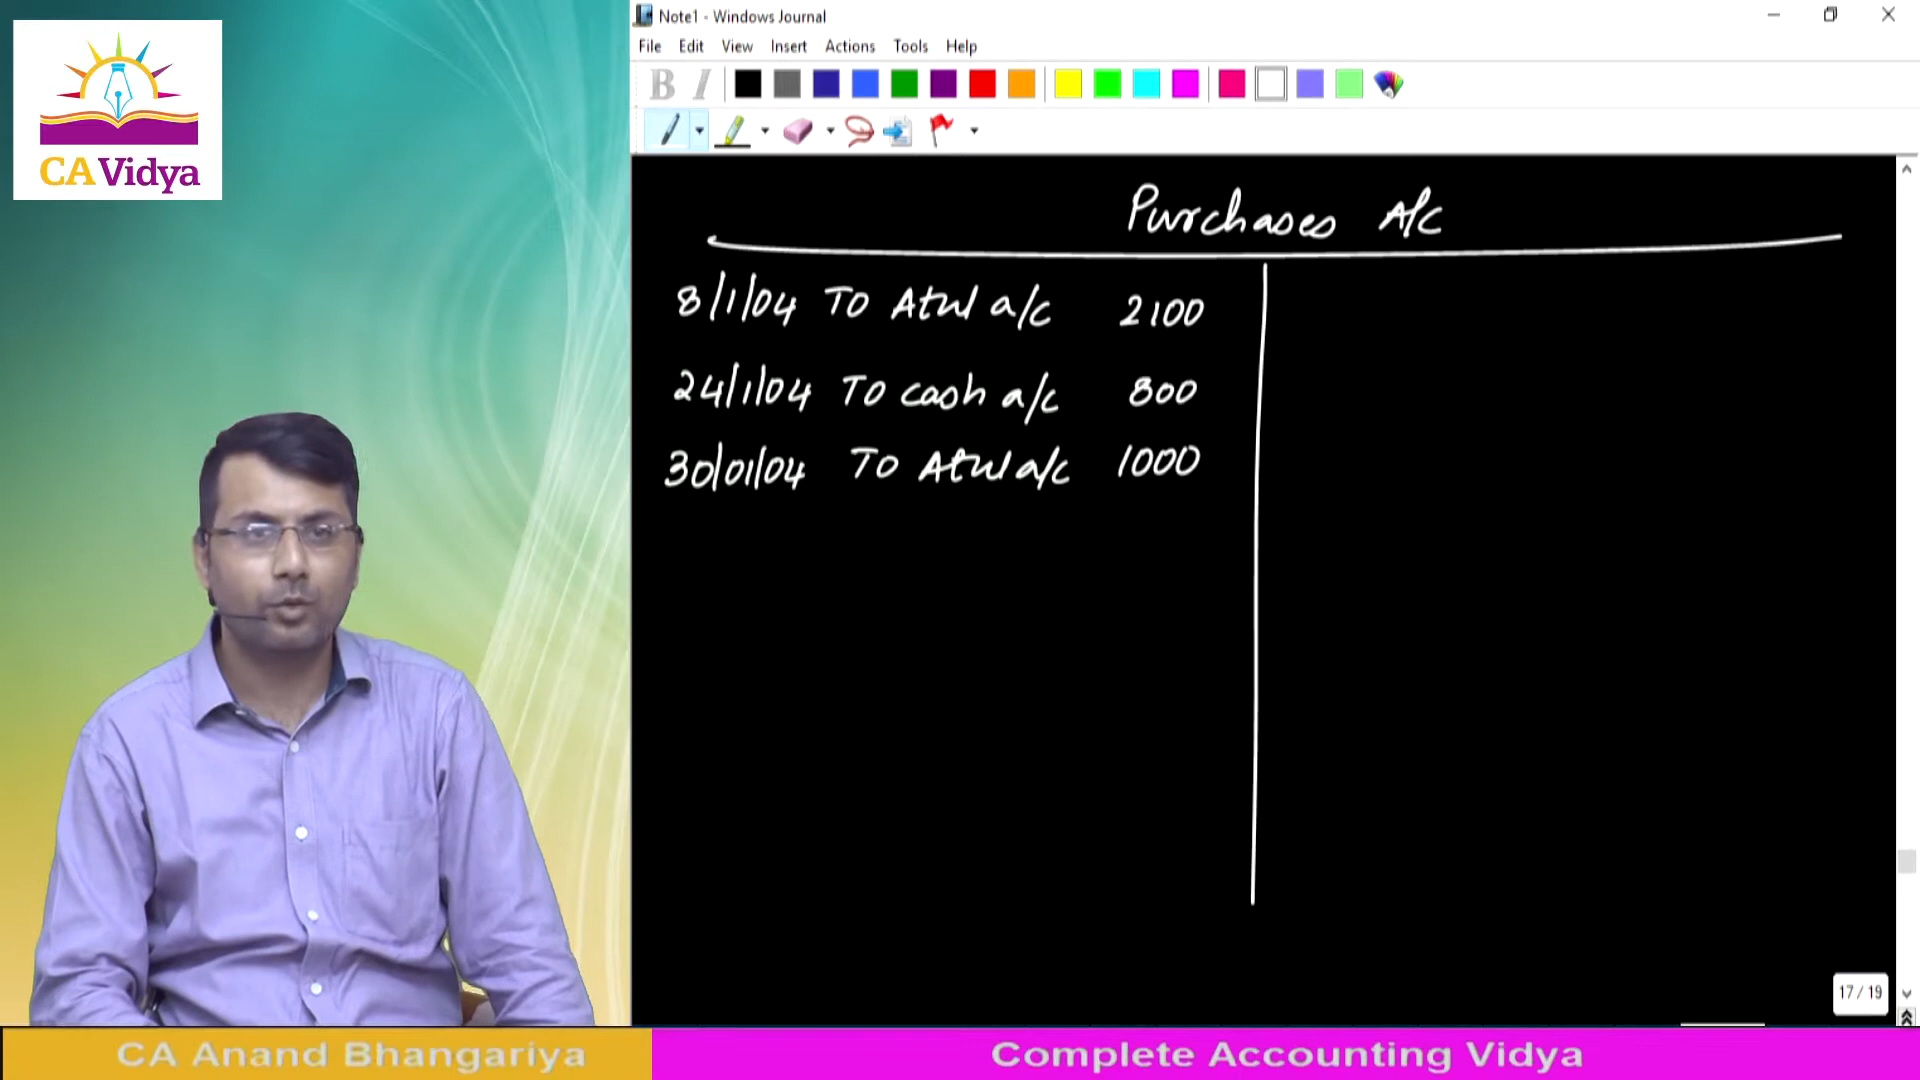 CA Vidya
Note1 - Windows Journal
File Edit View Insert Actions Tools Help
B I
Purchases A/C
8/1/04 To Atul a/c 2100
24/1/04 To cash a/c 800
30/01/04 To Atul a/c 1000
17 / 19
CA Anand Bhangariya
Complete Accounting Vidya